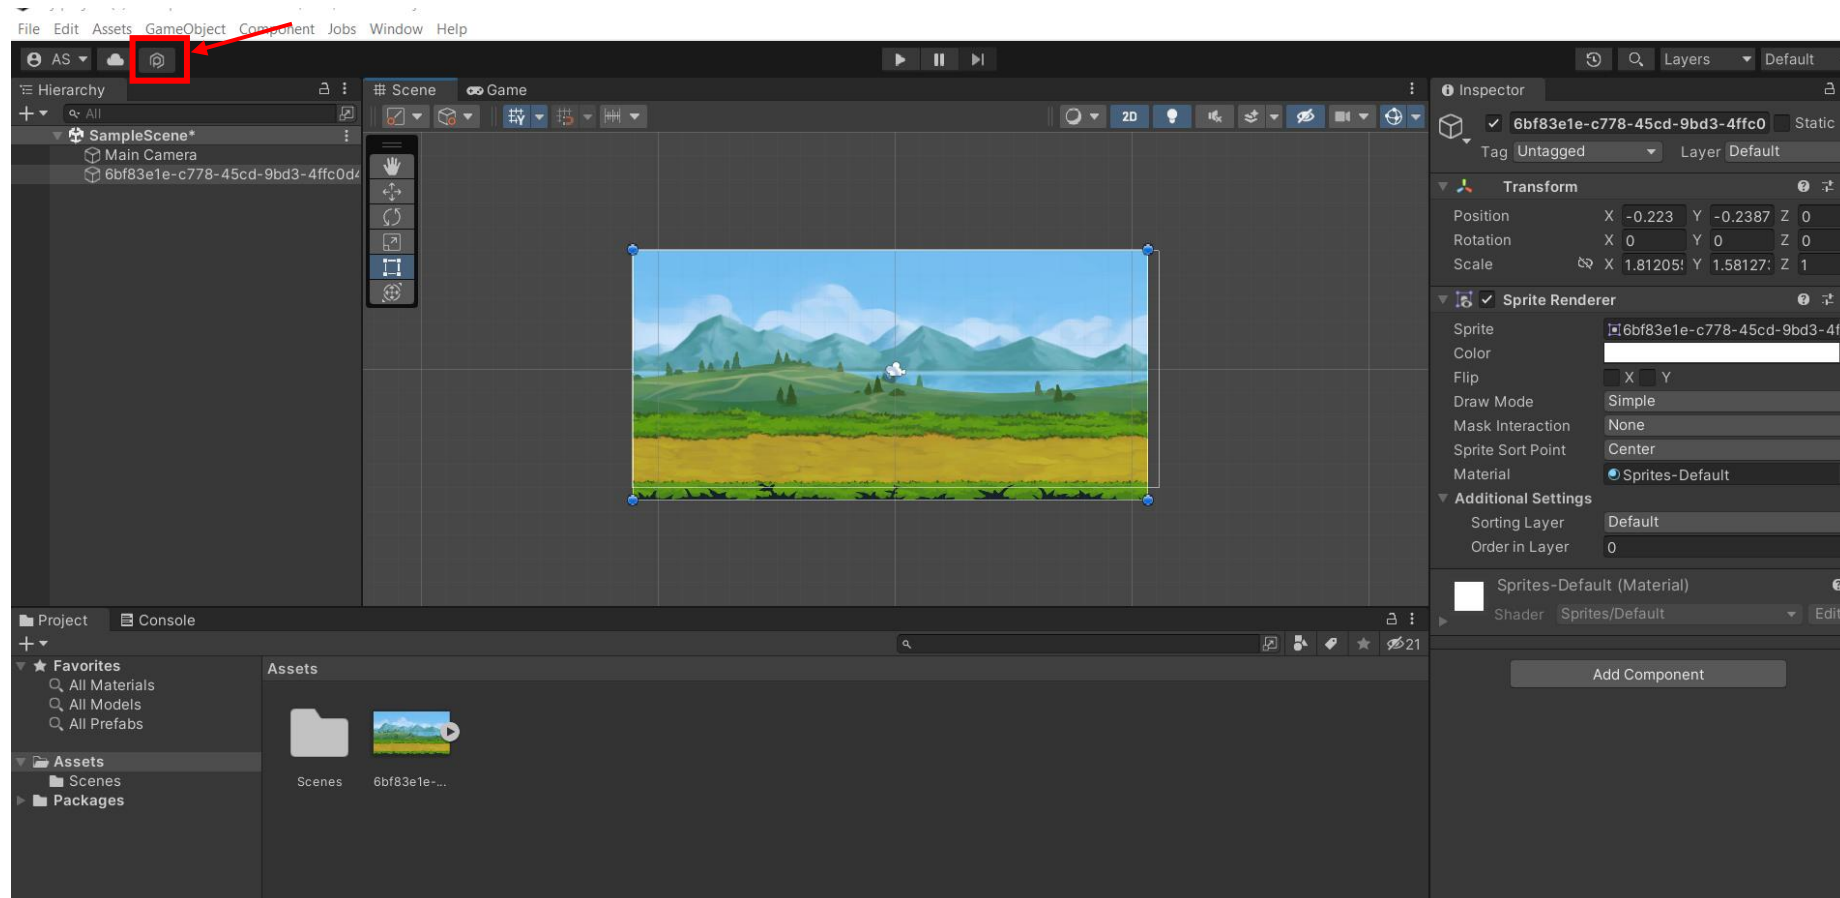 File Edit Assets GameObject Component Jobs Window Help
AS
Layers Default
Hierarchy
All
SampleScene*
Main Camera
6bf83e1e-c778-45cd-9bd3-4ffc0d4
Scene Game
2D
Inspector
6bf83e1e-c778-45cd-9bd3-4ffc0 Static
Tag Untagged Layer Default
Transform
Position X -0.223 Y -0.2387 Z 0
Rotation X 0 Y 0 Z 0
Scale X 1.81205 Y 1.58127 Z 1
Sprite Renderer
Sprite 6bf83e1e-c778-45cd-9bd3-4f
Color
Flip X Y
Draw Mode Simple
Mask Interaction None
Sprite Sort Point Center
Material Sprites-Default
Additional Settings
Sorting Layer Default
Order in Layer 0
Sprites-Default (Material)
Shader Sprites/Default Edit
Add Component
Project Console
21
Favorites
All Materials
All Models
All Prefabs
Assets
Scenes
Packages
Assets
Scenes 6bf83e1e-...